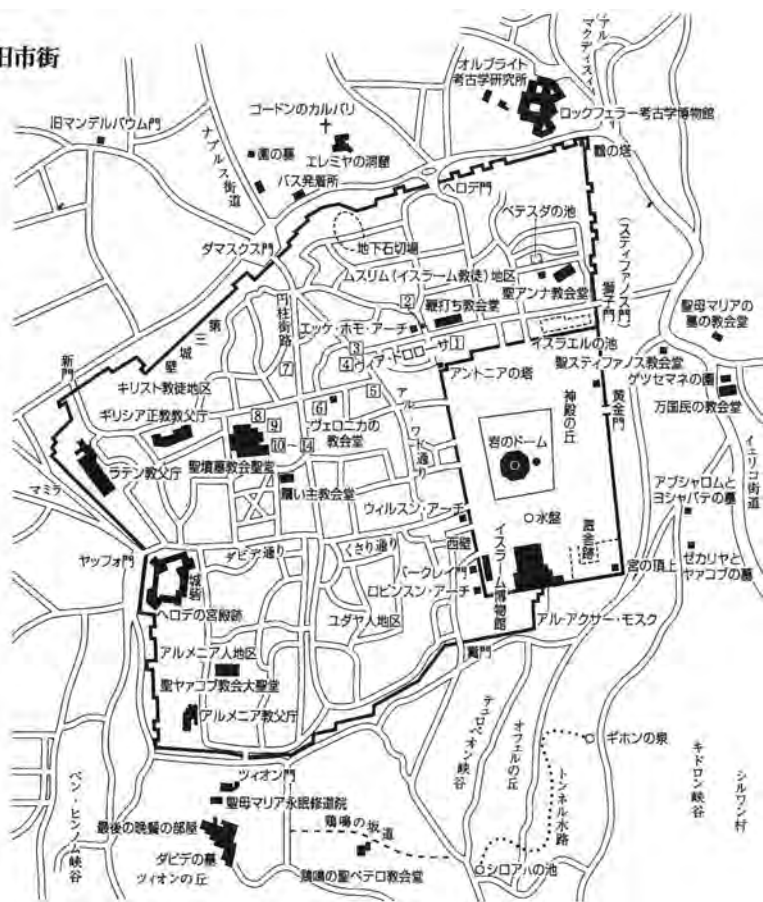 旧市街
アル・マクディスィ
オルブライト
考古学研究所
ロックフェラー考古学博物館
ゴードンのカルバリ
旧マンデルバウム門
ナアブルス街道
園の墓
エレミヤの洞窟
バス発着所
鸛の塔
ヘロデ門
ベテスダの池
ダマスクス門
地下石切場
ムスリム(イスラーム教徒)地区
(スティファノス門)
獅子門
聖アンナ教会堂
第三城壁
円柱街路
2
鞭打ち教会堂
エッケ・ホモ・アーチ
聖母マリアの
墓の教会堂
イスラエルの池
3
4
ヴィア・ドロローサ
1
聖スティファノス教会堂
新門
7
アントニアの塔
ゲツセマネの園
キリスト教徒地区
5
万国民の教会堂
6
ヴェロニカの
教会堂
アル・ワド通り
神殿の丘
黄金門
ギリシア正教教父庁
8
9
10〜14
岩のドーム
イェリコ街道
ラテン教父庁
聖墳墓教会聖堂
贖い主教会堂
アブシャロムと
ヨシャパテの墓
マミラ
ウィルスン・アーチ
水盤
ヤッフォ門
ダビデ通り
くさり通り
西壁
ゼカリヤと
ヤァコブの墓
城砦
バークレイ門
イスラーム博物館
宮の頂上
ヘロデの宮殿跡
ロビンスン・アーチ
ユダヤ人地区
アル・アクサー・モスク
アルメニア人地区
聖ヤァコブ教会大聖堂
アルメニア教父庁
テュロペオン峡谷
オフェルの丘
ギホンの泉
トンネル水路
キドロン峡谷
シルワン村
ベン・ヒンノム峡谷
ツィオン門
聖母マリア永眠修道院
最後の晩餐の部屋
鶏鳴の坂道
ダビデの墓
ツィオンの丘
鶏鳴の聖ペテロ教会堂
シロアハの池